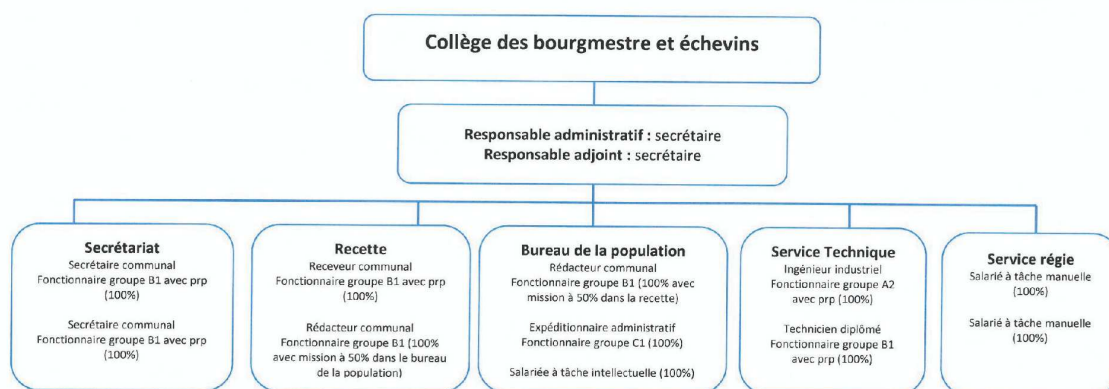 Collège des bourgmestre et échevins
Responsable administratif : secrétaire
Responsable adjoint : secrétaire
Secrétariat
Secrétaire communal
Fonctionnaire groupe B1 avec prp
(100%)
Secrétaire communal
Fonctionnaire groupe B1 avec prp
(100%)
Recette
Receveur communal
Fonctionnaire groupe B1 avec prp
(100%)
Rédacteur communal
Fonctionnaire groupe B1 (100%
avec mission à 50% dans le bureau
de la population)
Bureau de la population
Rédacteur communal
Fonctionnaire groupe B1 (100% avec
mission à 50% dans la recette)
Expéditionnaire administratif
Fonctionnaire groupe C1 (100%)
Salariée à tâche intellectuelle (100%)
Service Technique
Ingénieur industriel
Fonctionnaire groupe A2
avec prp (100%)
Technicien diplômé
Fonctionnaire groupe B1
avec prp (100%)
Service régie
Salarié à tâche manuelle
(100%)
Salarié à tâche manuelle
(100%)